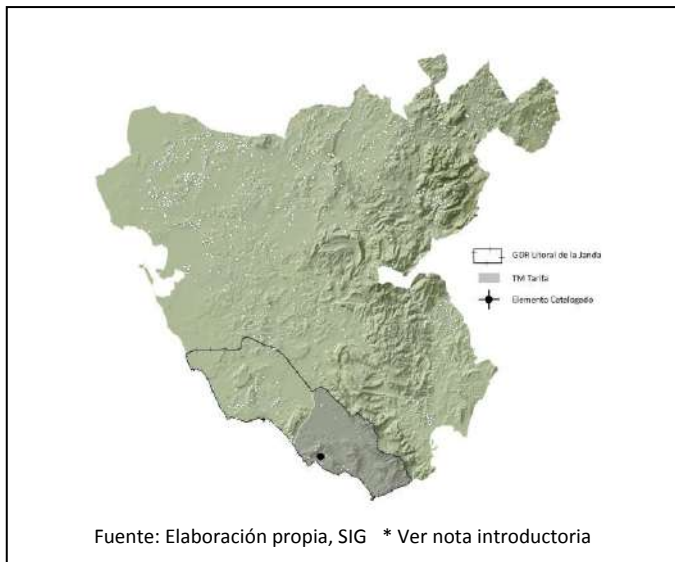 GDR Litoral de la Janda
TM Tarifa
Elemento Catalogado
Fuente: Elaboración propia, SIG * Ver nota introductoria